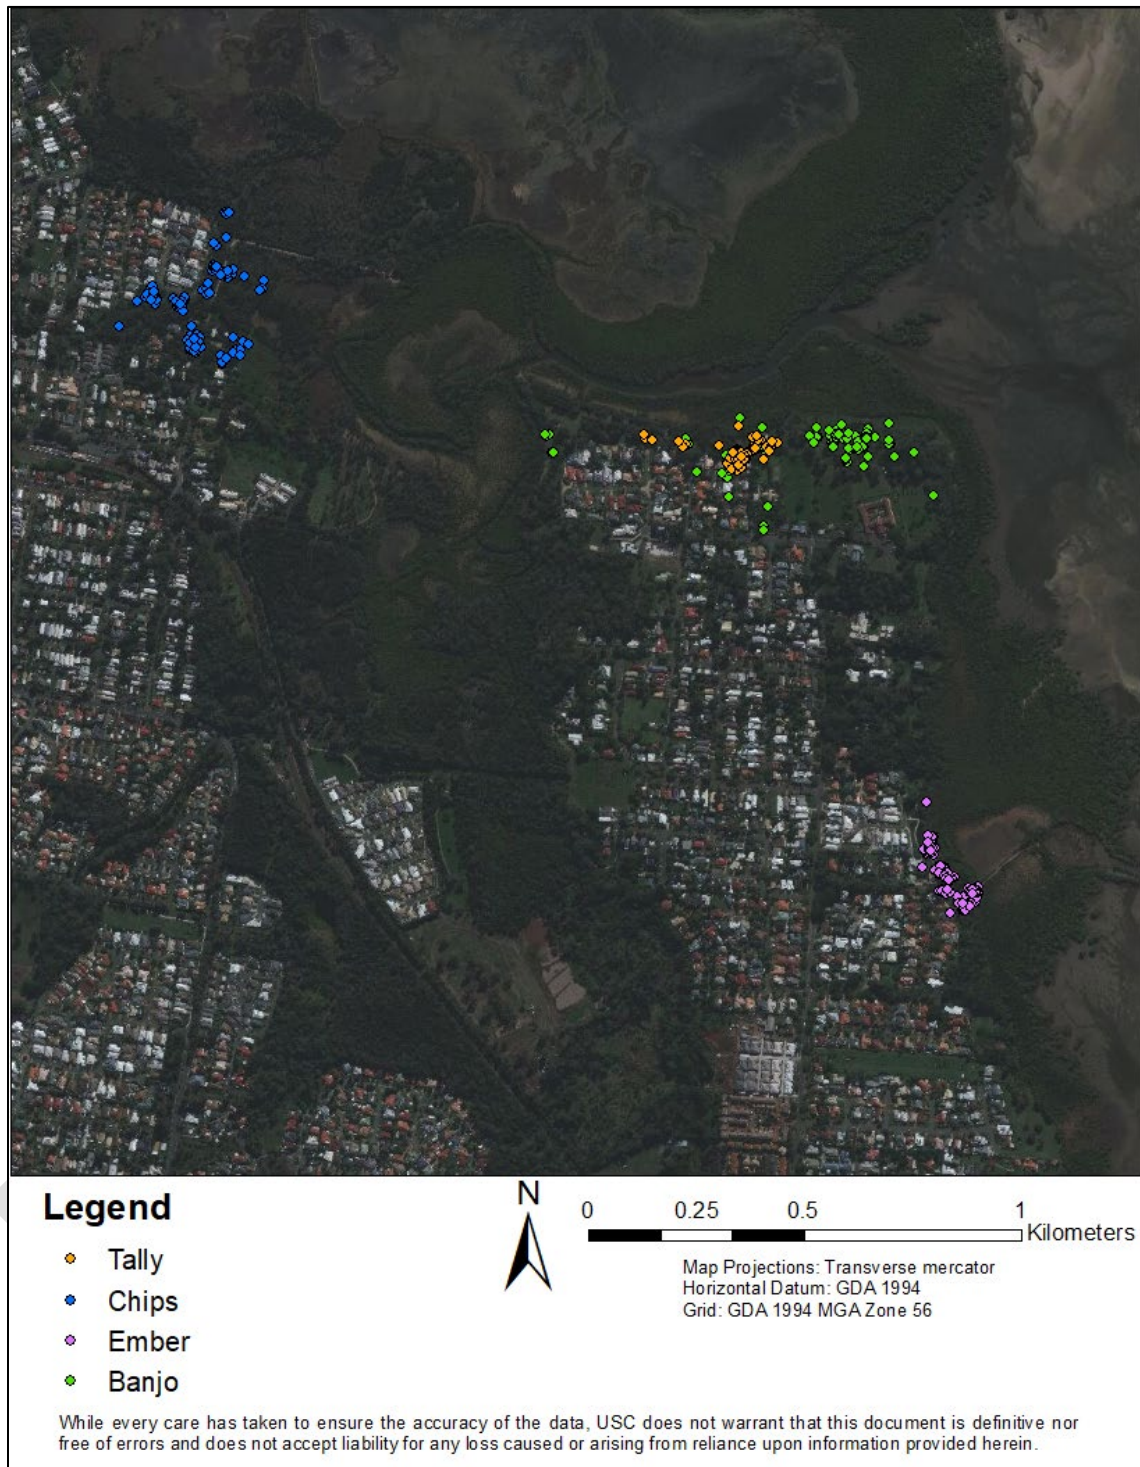 Legend
Tally
Chips
Ember
Banjo
N
0 0.25 0.5 1
Kilometers
Map Projections: Transverse mercator
Horizontal Datum: GDA 1994
Grid: GDA 1994 MGA Zone 56
While every care has taken to ensure the accuracy of the data, USC does not warrant that this document is definitive nor
free of errors and does not accept liability for any loss caused or arising from reliance upon information provided herein.